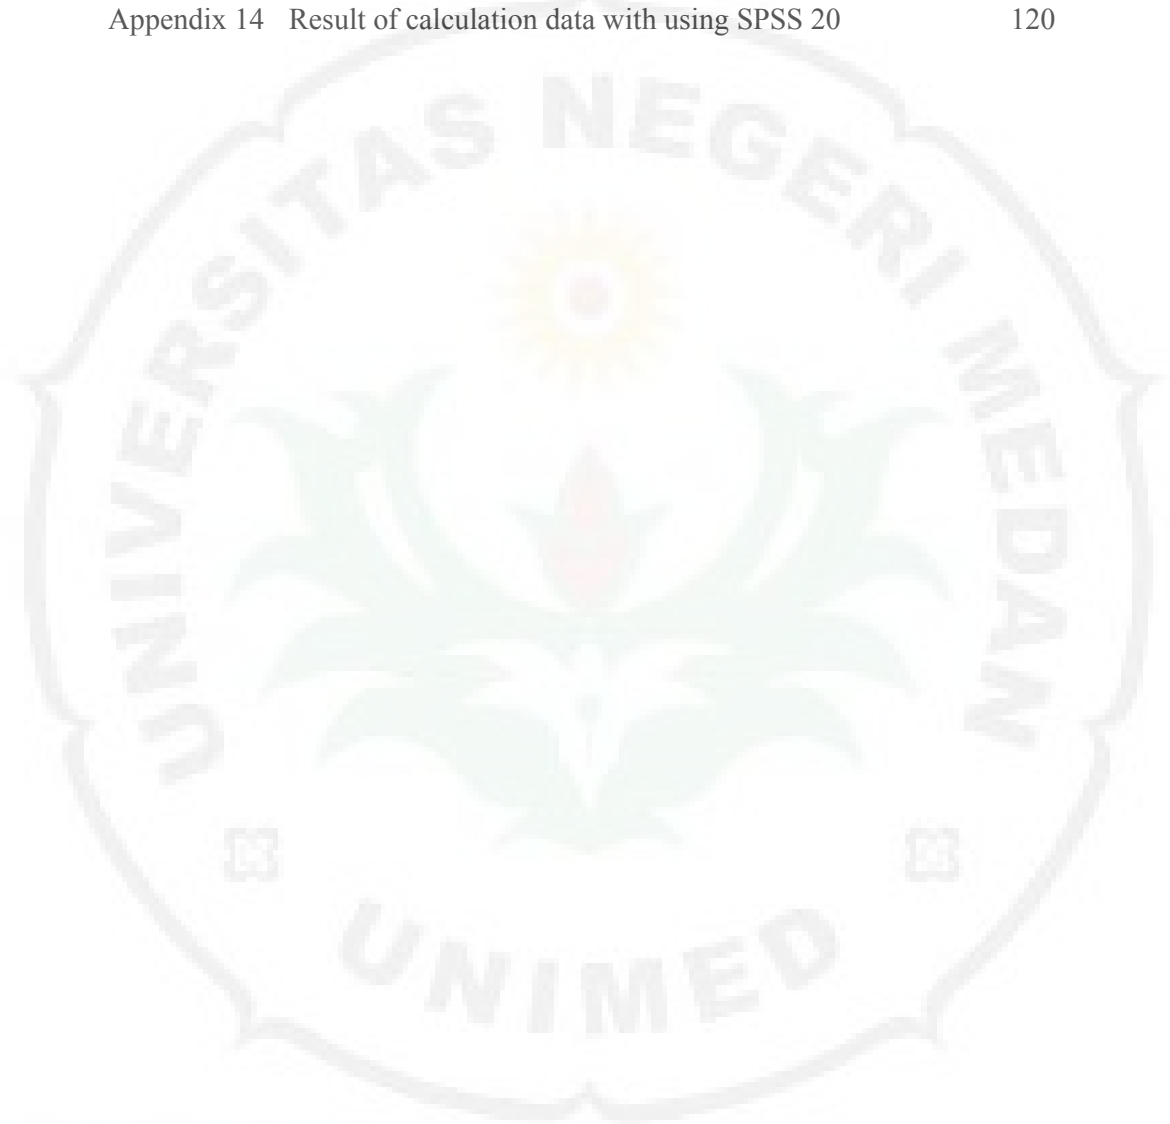 Appendix 14 Result of calculation data with using SPSS 20 120
UNIVERSITAS NEGERI MEDAN
UNIMED